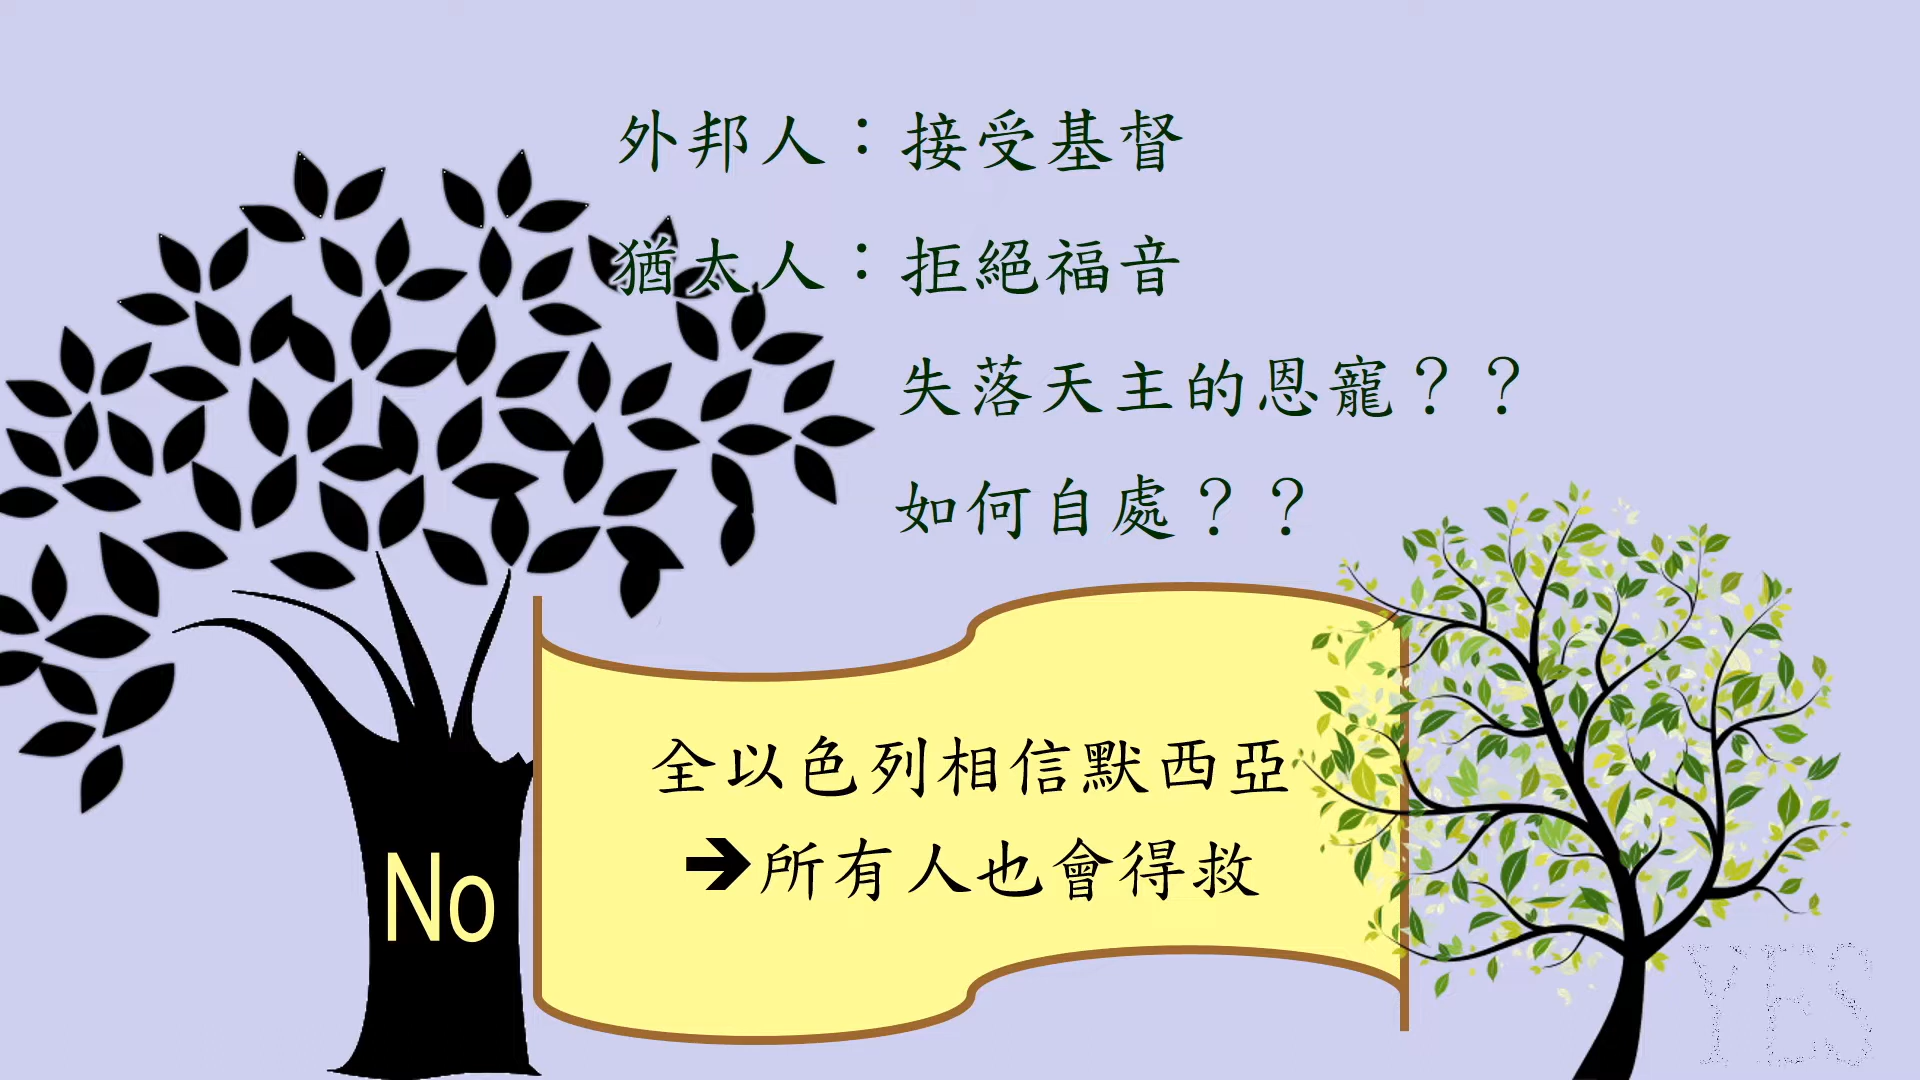 外邦人：接受基督
猶太人：拒絕福音
失落天主的恩寵？？
如何自處？？
全以色列相信默西亞
➔所有人也會得救
No
YES